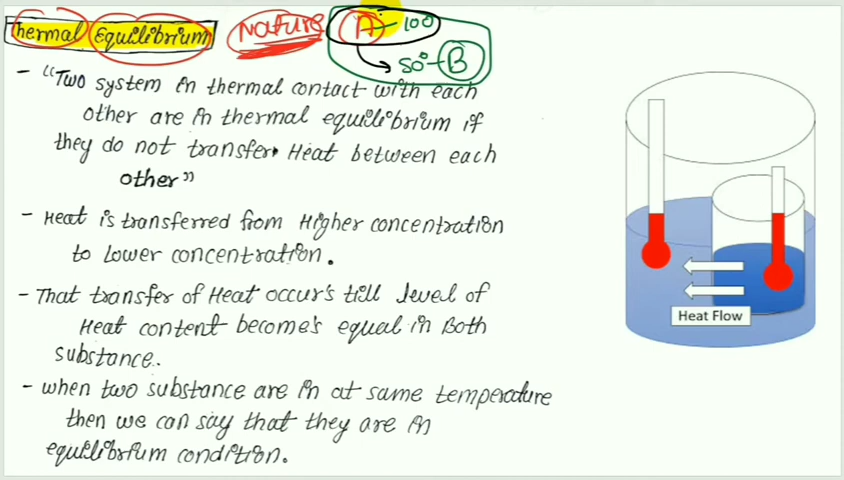 Thermal Equilibrium Nature A - 100
50° - B
- "Two system in thermal contact with each
other are in thermal equilibrium if
they do not transfer Heat between each
other"
- Heat is transferred from Higher concentration
to Lower concentration.
- That transfer of Heat occur's till level of
Heat content become's equal in Both
substance.
- when two substance are in at same temperature
then we can say that they are in
equilibrium condition.
Heat Flow